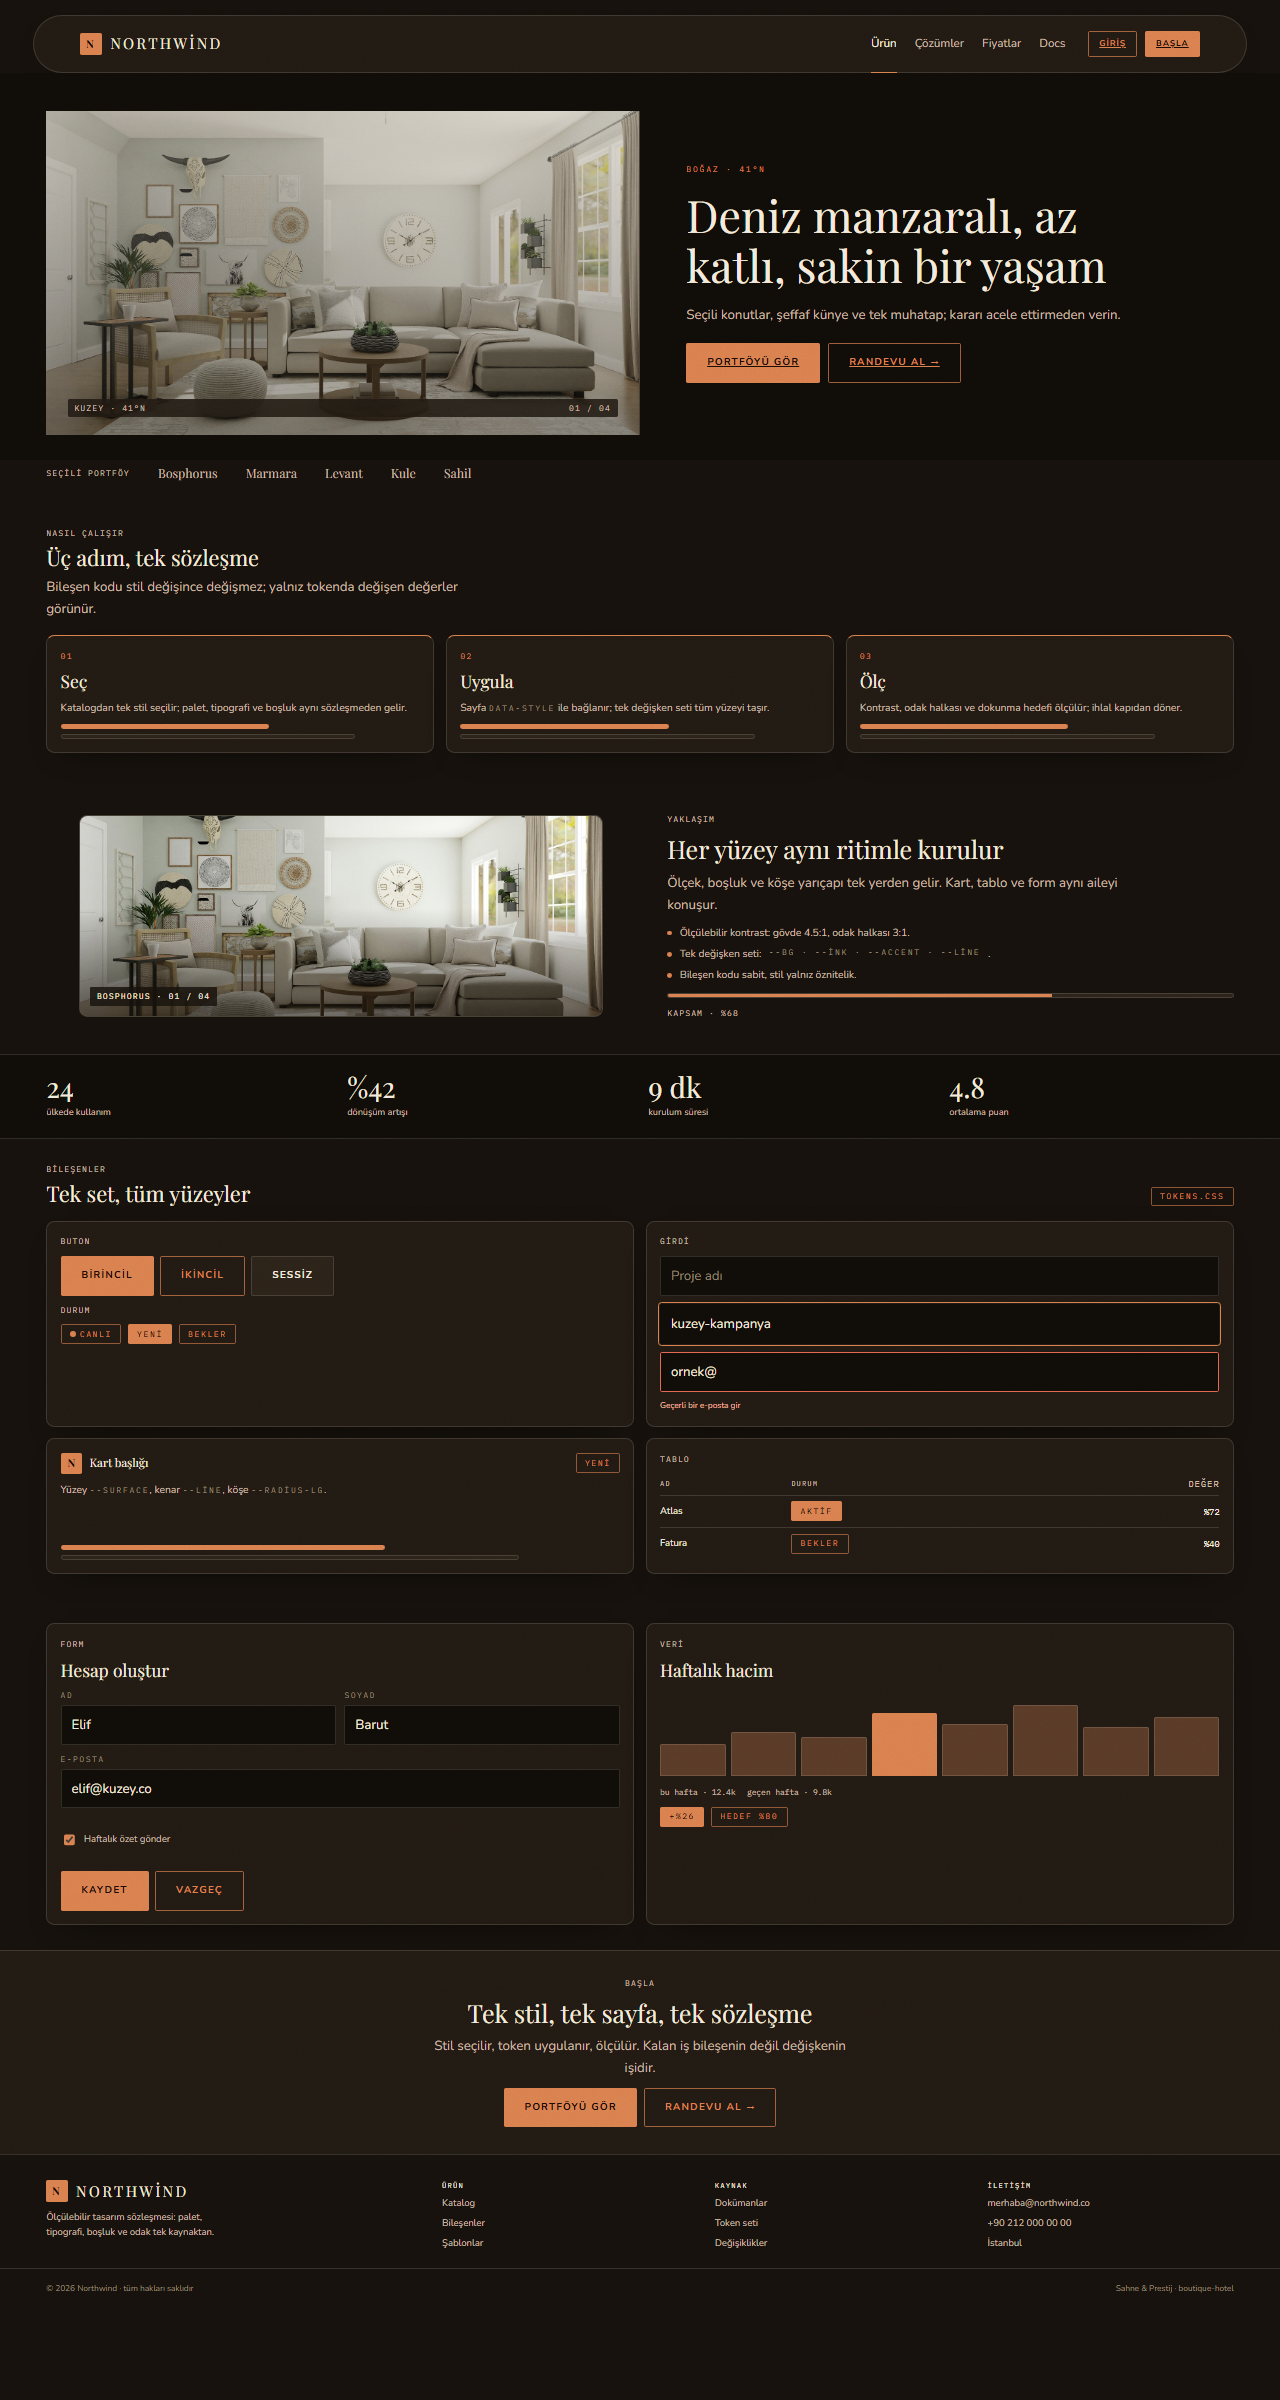 N NORTHWİND
Ürün Çözümler Fiyatlar Docs GİRİŞ BAŞLA
BOĞAZ · 41°N
Deniz manzaralı, az
katlı, sakin bir yaşam
Seçili konutlar, şeffaf künye ve tek muhatap; kararı acele ettirmeden verin.
PORTFÖYÜ GÖR RANDEVU AL →
KUZEY · 41°N 01 / 04
SEÇİLİ PORTFÖY Bosphorus Marmara Levant Kule Sahil
NASIL ÇALIŞIR
Üç adım, tek sözleşme
Bileşen kodu stil değişince değişmez; yalnız tokenda değişen değerler
görünür.
01
Seç
Katalogdan tek stil seçilir; palet, tipografi ve boşluk aynı sözleşmeden gelir.
02
Uygula
Sayfa DATA-STYLE ile bağlanır; tek değişken seti tüm yüzeyi taşır.
03
Ölç
Kontrast, odak halkası ve dokunma hedefi ölçülür; ihlal kapıdan döner.
BOSPHORUS · 01 / 04
YAKLAŞIM
Her yüzey aynı ritimle kurulur
Ölçek, boşluk ve köşe yarıçapı tek yerden gelir. Kart, tablo ve form aynı aileyi
konuşur.
Ölçülebilir kontrast: gövde 4.5:1, odak halkası 3:1.
Tek değişken seti: --BG · --İNK · --ACCENT · --LİNE .
Bileşen kodu sabit, stil yalnız öznitelik.
KAPSAM · %68
24
ülkede kullanım
%42
dönüşüm artışı
9 dk
kurulum süresi
4.8
ortalama puan
BİLEŞENLER
Tek set, tüm yüzeyler
TOKENS.CSS
BUTON
BİRİNCİL İKİNCİL SESSİZ
DURUM
CANLI YENİ BEKLER
GİRDİ
Proje adı
kuzey-kampanya
ornek@
Geçerli bir e-posta gir
N Kart başlığı YENİ
Yüzey --SURFACE, kenar --LİNE, köşe --RADİUS-LG.
TABLO
AD DURUM DEĞER
Atlas AKTİF %72
Fatura BEKLER %40
FORM
Hesap oluştur
AD SOYAD
Elif Barut
E-POSTA
elif@kuzey.co
Haftalık özet gönder
KAYDET VAZGEÇ
VERİ
Haftalık hacim
bu hafta · 12.4k geçen hafta · 9.8k
+%26 HEDEF %80
BAŞLA
Tek stil, tek sayfa, tek sözleşme
Stil seçilir, token uygulanır, ölçülür. Kalan iş bileşenin değil değişkenin
işidir.
PORTFÖYÜ GÖR RANDEVU AL →
N NORTHWİND
Ölçülebilir tasarım sözleşmesi: palet,
tipografi, boşluk ve odak tek kaynaktan.
ÜRÜN
Katalog
Bileşenler
Şablonlar
KAYNAK
Dokümanlar
Token seti
Değişiklikler
İLETİŞİM
merhaba@northwind.co
+90 212 000 00 00
İstanbul
© 2026 Northwind · tüm hakları saklıdır
Sahne & Prestij · boutique-hotel